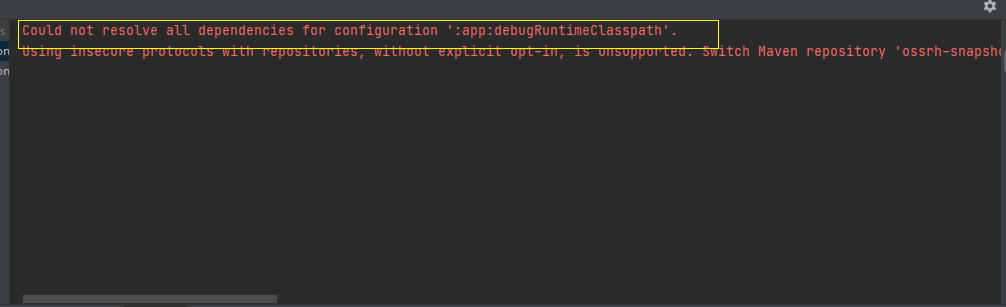 Could not resolve all dependencies for configuration ':app:debugRuntimeClasspath'.
Using insecure protocols with repositories, without explicit opt-in, is unsupported. Switch Maven repository 'ossrh-snapsho
s
on
on